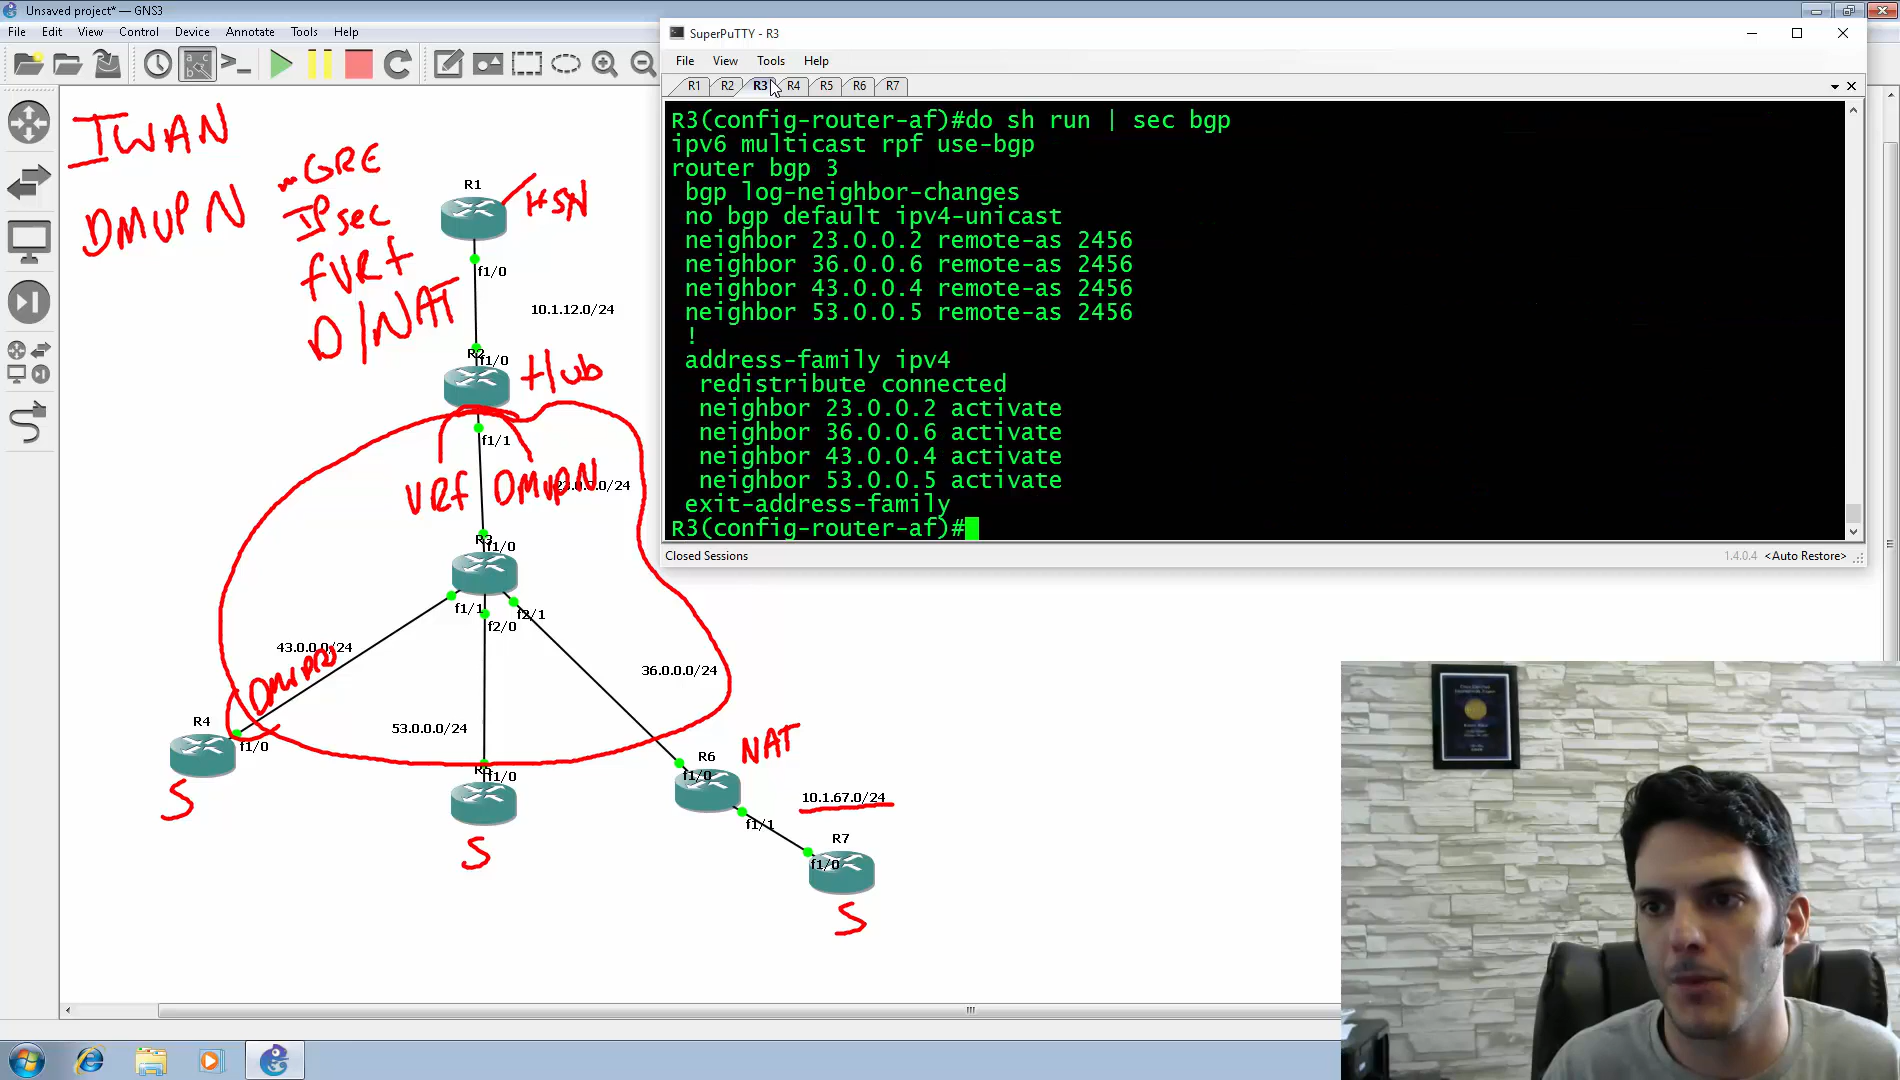 Unsaved project* — GNS3
File Edit View Control Device Annotate Tools Help
SuperPuTTY - R3
File View Tools Help
R1 R2 R3 R4 R5 R6 R7
R3(config-router-af)#do sh run | sec bgp
ipv6 multicast rpf use-bgp
router bgp 3
bgp log-neighbor-changes
no bgp default ipv4-unicast
neighbor 23.0.0.2 remote-as 2456
neighbor 36.0.0.6 remote-as 2456
neighbor 43.0.0.4 remote-as 2456
neighbor 53.0.0.5 remote-as 2456
!
address-family ipv4
redistribute connected
neighbor 23.0.0.2 activate
neighbor 36.0.0.6 activate
neighbor 43.0.0.4 activate
neighbor 53.0.0.5 activate
exit-address-family
R3(config-router-af)#
Closed Sessions
1.4.0.4 <Auto Restore>
IWAN
DMVPN
mGRE
IPsec
fVRf
D/NAT
R1
f1/0
10.1.12.0/24
R2
f1/0
Hub
f1/1
VRf DMVPN
R3
f1/0
f1/1
f2/1
f2/0
43.0.0.0/24
36.0.0.0/24
53.0.0.0/24
R4
f1/0
S
R5
f1/0
S
R6
f1/0
NAT
10.1.67.0/24
f1/1
R7
f1/0
S